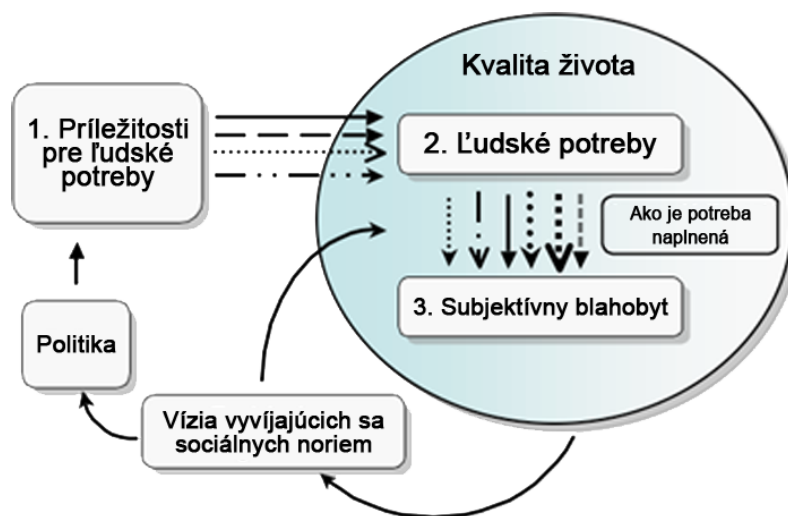 Kvalita života
1. Príležitosti
pre ľudské
potreby
2. Ľudské potreby
Ako je potreba
naplnená
3. Subjektívny blahobyt
Politika
Vízia vyvíjajúcich sa
sociálnych noriem